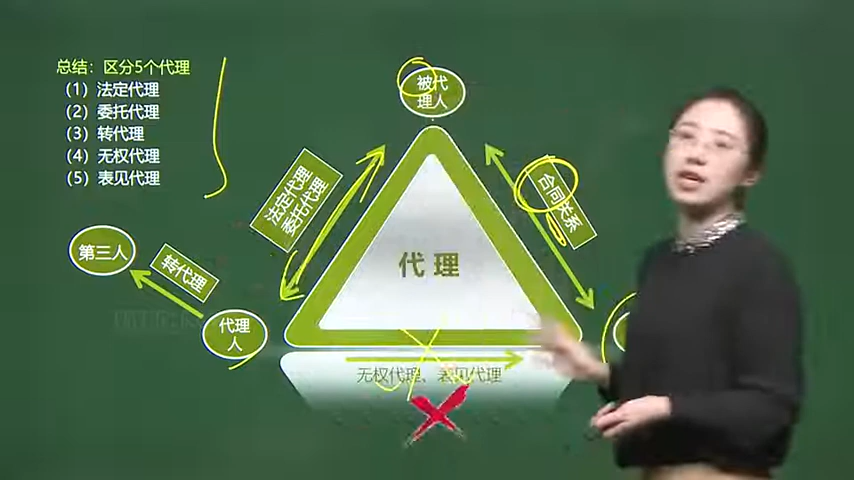 总结：区分5个代理
（1）法定代理
（2）委托代理
（3）转代理
（4）无权代理
（5）表见代理
被代
理人
法定代理
委托代理
合同关系
第三人
转代理
代理
人
代 理
无权代理、表见代理